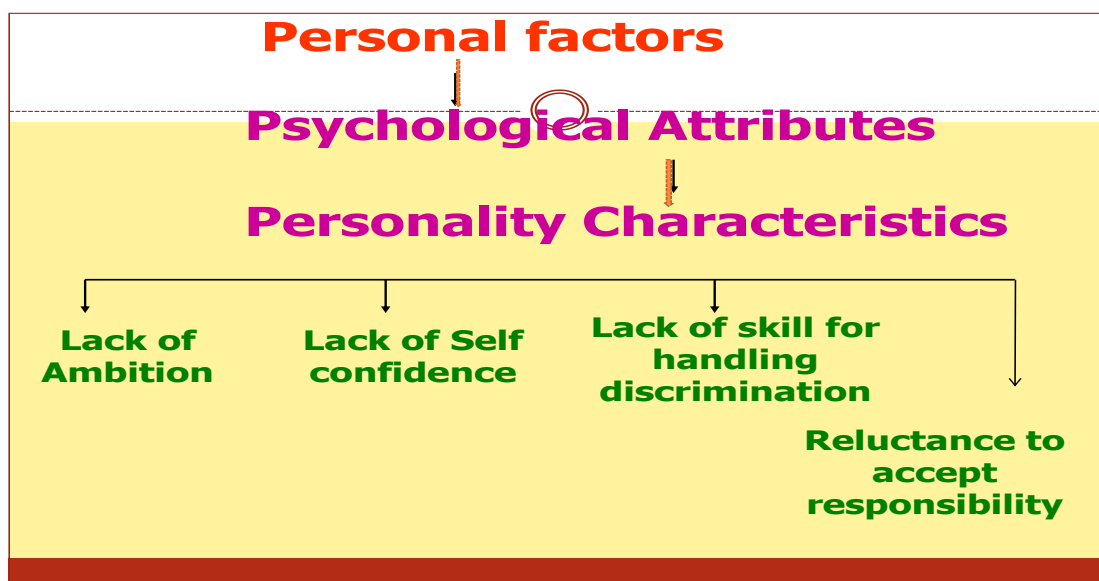 Personal factors
Psychological Attributes
Personality Characteristics
Lack of
Ambition
Lack of Self
confidence
Lack of skill for
handling
discrimination
Reluctance to
accept
responsibility